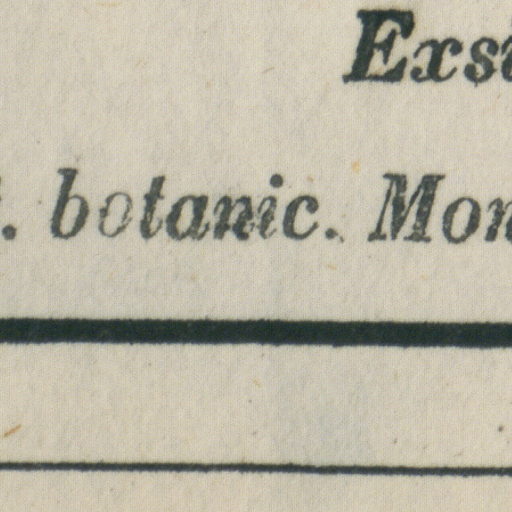 Exs
. botanic. Mon